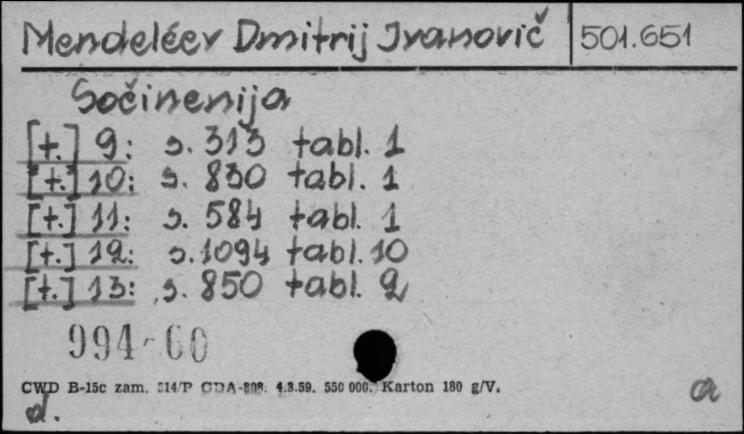 Mendeléev Dmitrij Ivanovič 501.651
Sočinenija
[t.] 9: s. 313 tabl. 1
[t.] 10: s. 830 tabl. 1
[t.] 11: s. 584 tabl. 1
[t.] 12: s. 1094 tabl. 10
[t.] 13: s. 850 tabl. 2
994-60
CWD B-15c zam. 514/P CDA-808. 4.3.59. 550 000. Karton 180 g/V.
d.
a